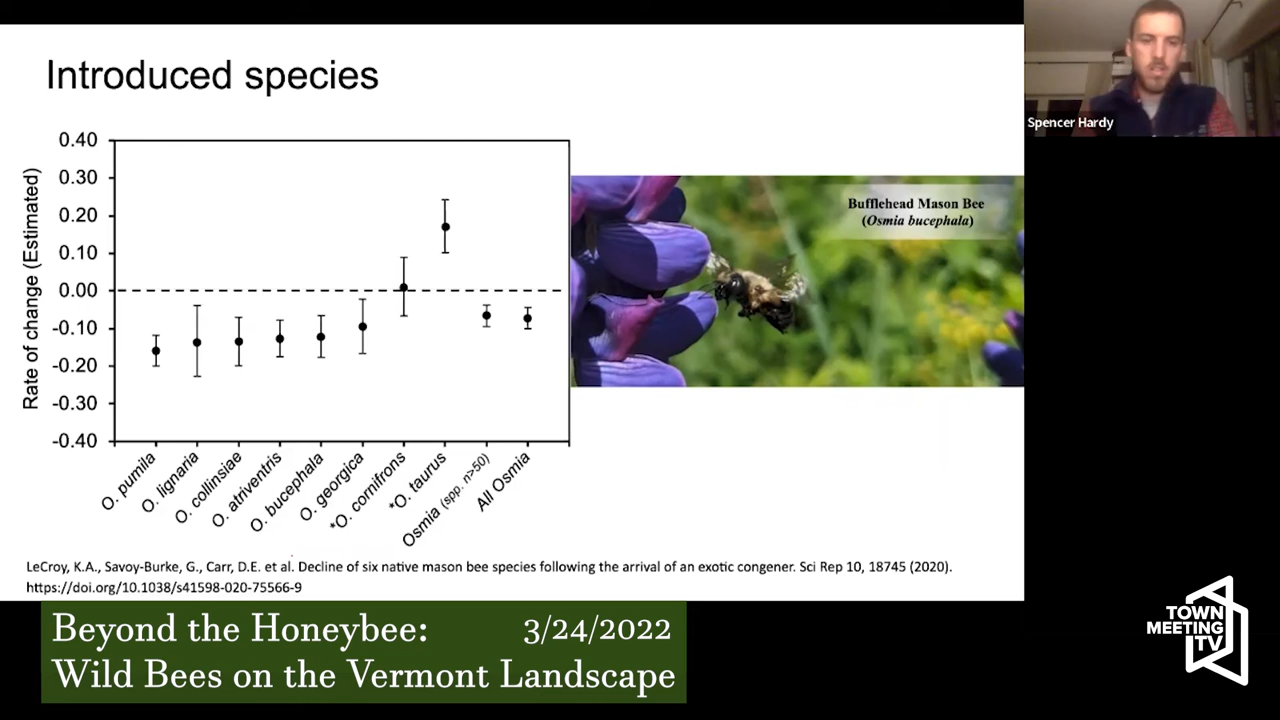 Introduced species
Spencer Hardy
Rate of change (Estimated)
0.40
0.30
0.20
0.10
0.00
-0.10
-0.20
-0.30
-0.40
O. pumila
O. lignaria
O. collinsiae
O. atriventris
O. bucephala
O. georgica
*O. cornifrons
*O. taurus
Osmia (spp. n>50)
All Osmia
Bufflehead Mason Bee
(Osmia bucephala)
LeCroy, K.A., Savoy-Burke, G., Carr, D.E. et al. Decline of six native mason bee species following the arrival of an exotic congener. Sci Rep 10, 18745 (2020).
https://doi.org/10.1038/s41598-020-75566-9
Beyond the Honeybee: 3/24/2022
Wild Bees on the Vermont Landscape
TOWN
MEETING
TV